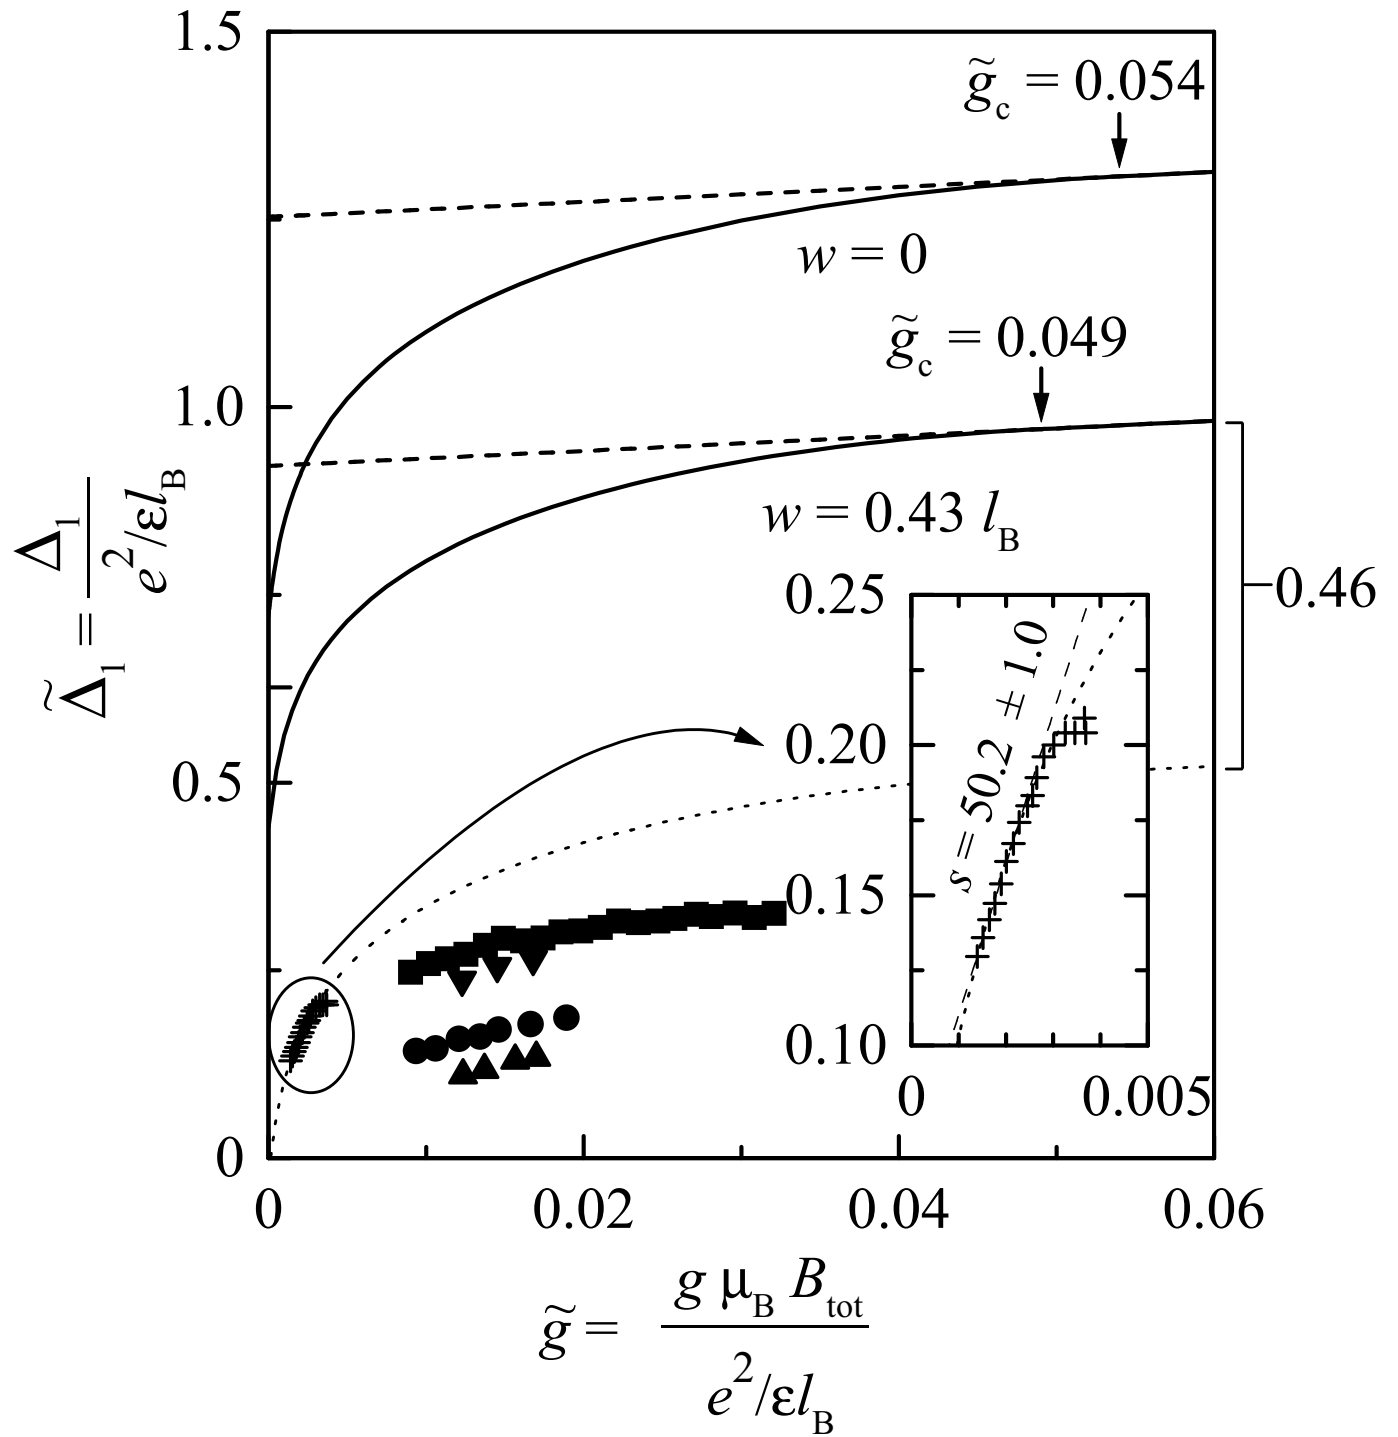 1.5
g̃c = 0.054
w = 0
g̃c = 0.049
1.0
w = 0.43 lB
Δ̃1 = Δ1
e2/εlB
0.46
0.25
s = 50.2 ± 1.0
0.20
0.5
0.15
0.10
0 0.005
0
0 0.02 0.04 0.06
g̃ = g μB Btot
e2/εlB